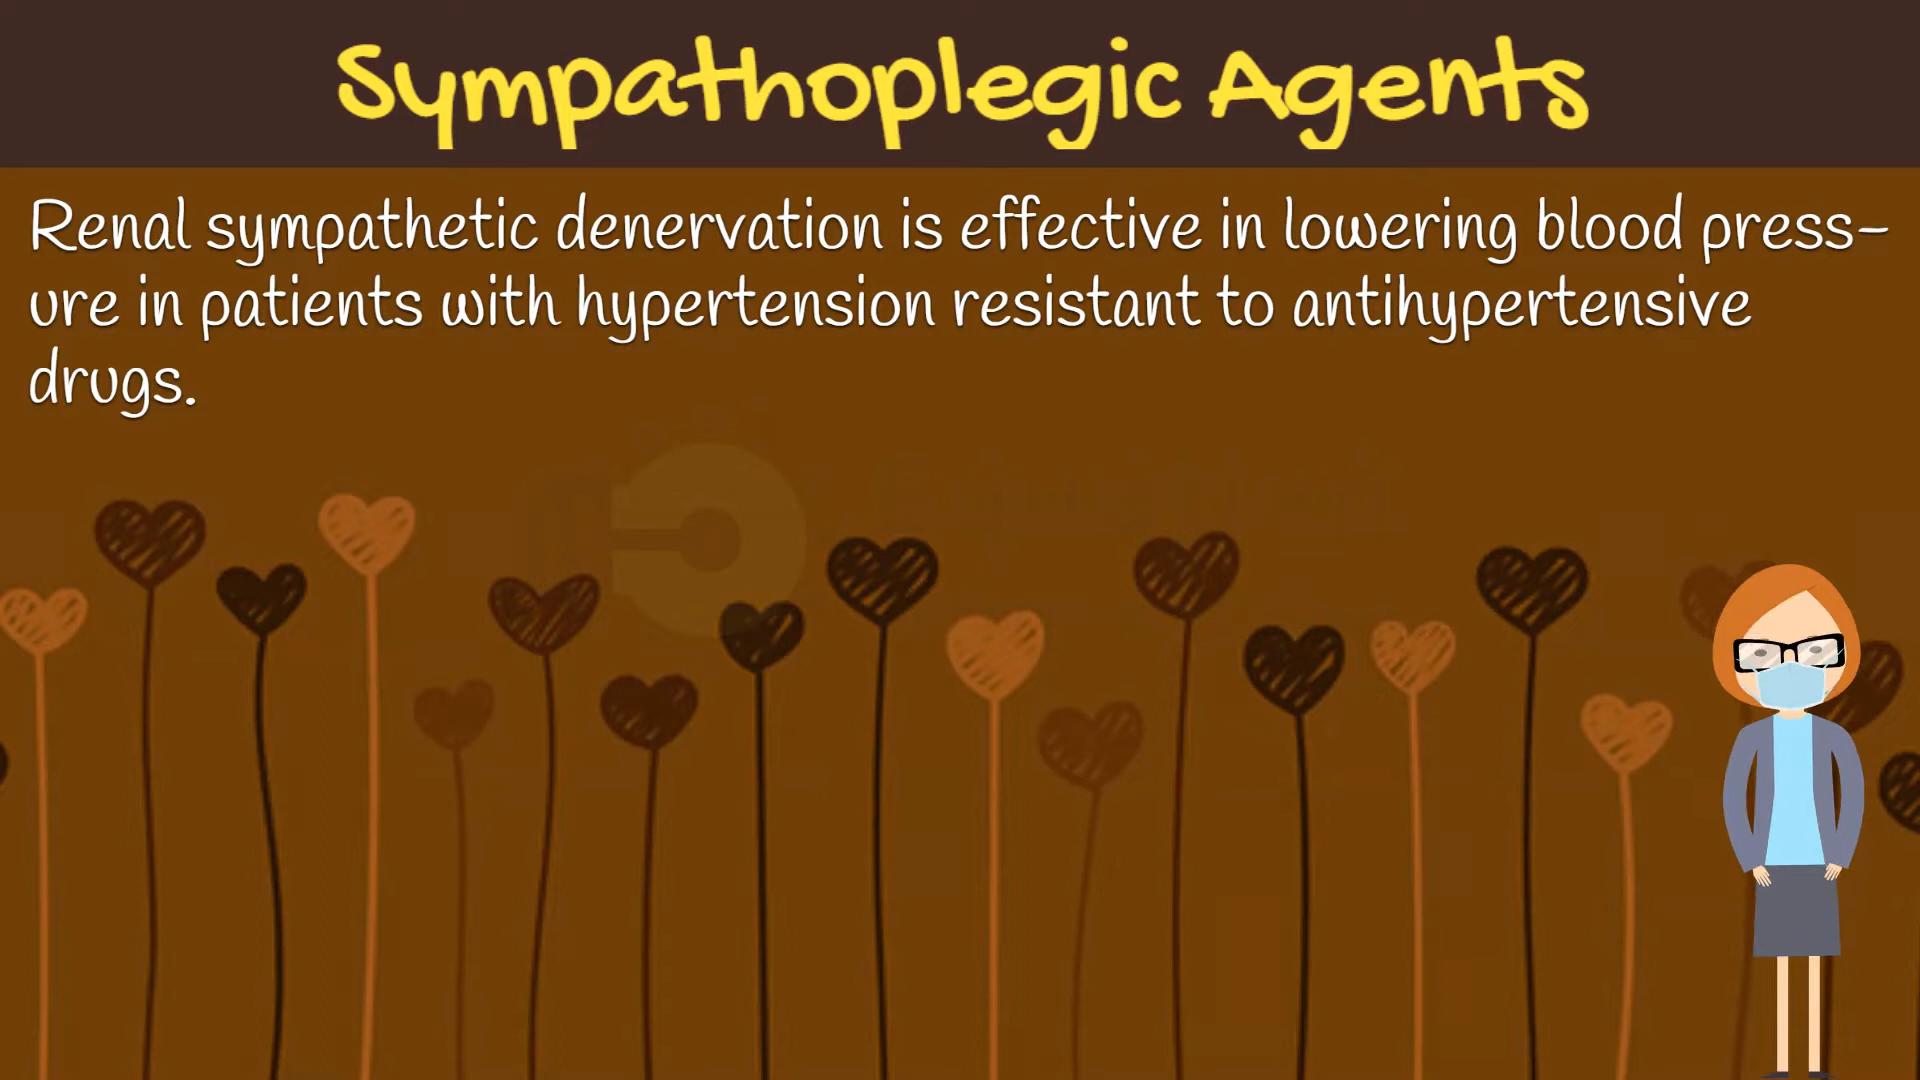 Sympathoplegic Agents
Renal sympathetic denervation is effective in lowering blood press-
ure in patients with hypertension resistant to antihypertensive
drugs.